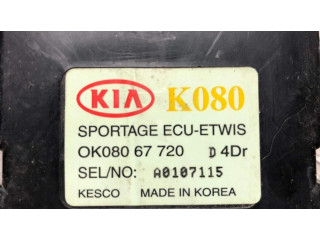 KIA K080
SPORTAGE ECU-ETWIS
OK080 67 720 D 4Dr
SEL/NO: A0107115
KESCO MADE IN KOREA